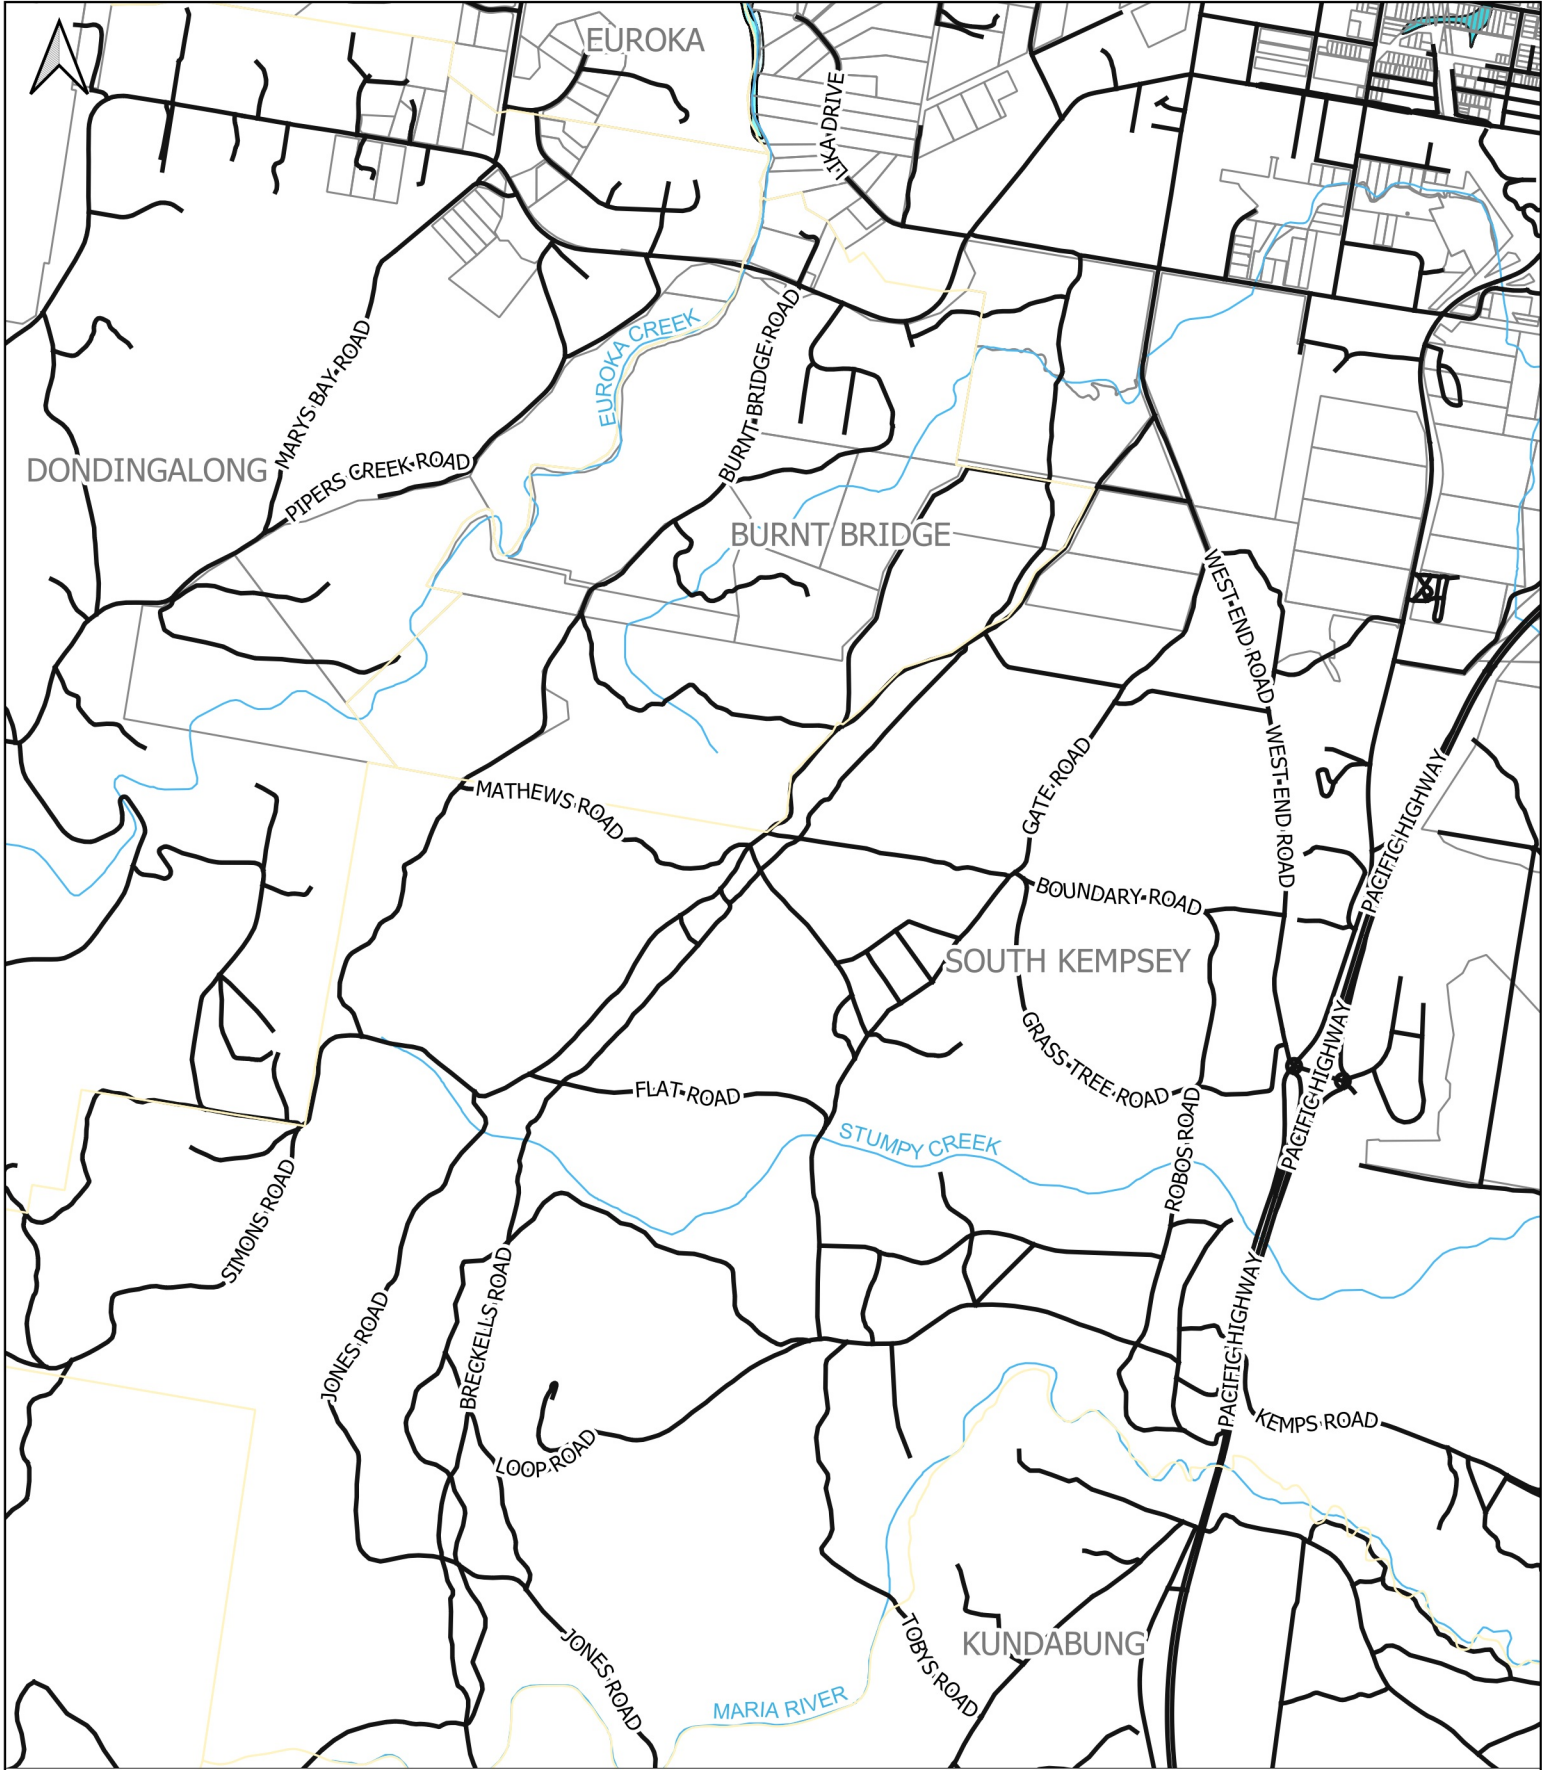 EUROKA
LIKA DRIVE
EUROKA CREEK
BURNT BRIDGE ROAD
MARYS BAY ROAD
DONDINGALONG
PIPERS CREEK ROAD
BURNT BRIDGE
WEST END ROAD
WEST END ROAD
MATHEWS ROAD
GATE ROAD
PACIFIC HIGHWAY
BOUNDARY ROAD
SOUTH KEMPSEY
GRASS TREE ROAD
PACIFIC HIGHWAY
PACIFIC HIGHWAY
FLAT ROAD
STUMPY CREEK
ROBOS ROAD
SIMONS ROAD
JONES ROAD
BRECKELLS ROAD
PACIFIC HIGHWAY
KEMPS ROAD
LOOP ROAD
JONES ROAD
TOBYS ROAD
KUNDABUNG
MARIA RIVER